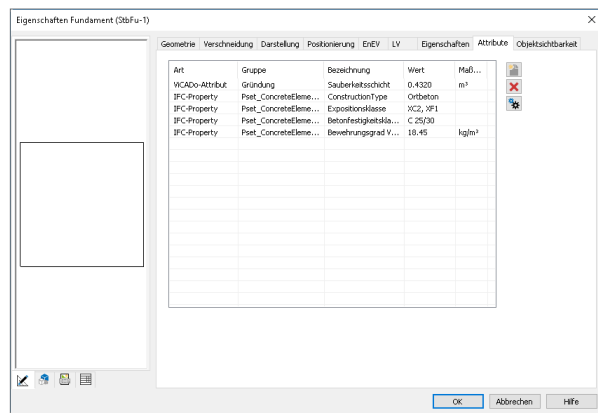 Eigenschaften Fundament (StbFu-1)
Geometrie Verschneidung Darstellung Positionierung EnEV LV Eigenschaften Attribute Objektsichtbarkeit
Art Gruppe Bezeichnung Wert Maß...
ViCADo-Attribut Gründung Sauberkeitsschicht 0.4320 m³
IFC-Property Pset_ConcreteEleme... ConstructionType Ortbeton
IFC-Property Pset_ConcreteEleme... Expositionsklasse XC2, XF1
IFC-Property Pset_ConcreteEleme... Betonfestigkeitskla... C 25/30
IFC-Property Pset_ConcreteEleme... Bewehrungsgrad V... 18.45 kg/m³
OK Abbrechen Hilfe